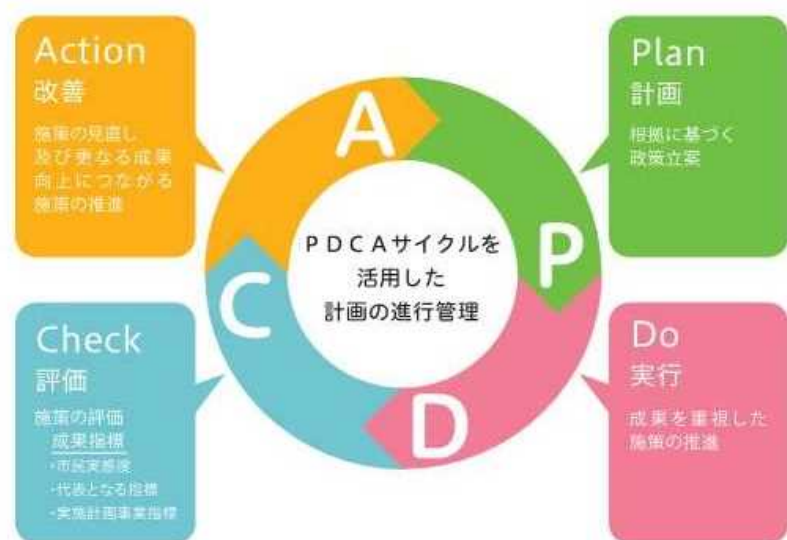 Action
改善
施策の見直し
及び更なる成果
向上につながる
施策の推進
Plan
計画
根拠に基づく
政策立案
A
P
D
C
PDCAサイクルを
活用した
計画の進行管理
Check
評価
施策の評価
成果指標
・市民実感度
・代表となる指標
・実施計画事業指標
Do
実行
成果を重視した
施策の推進